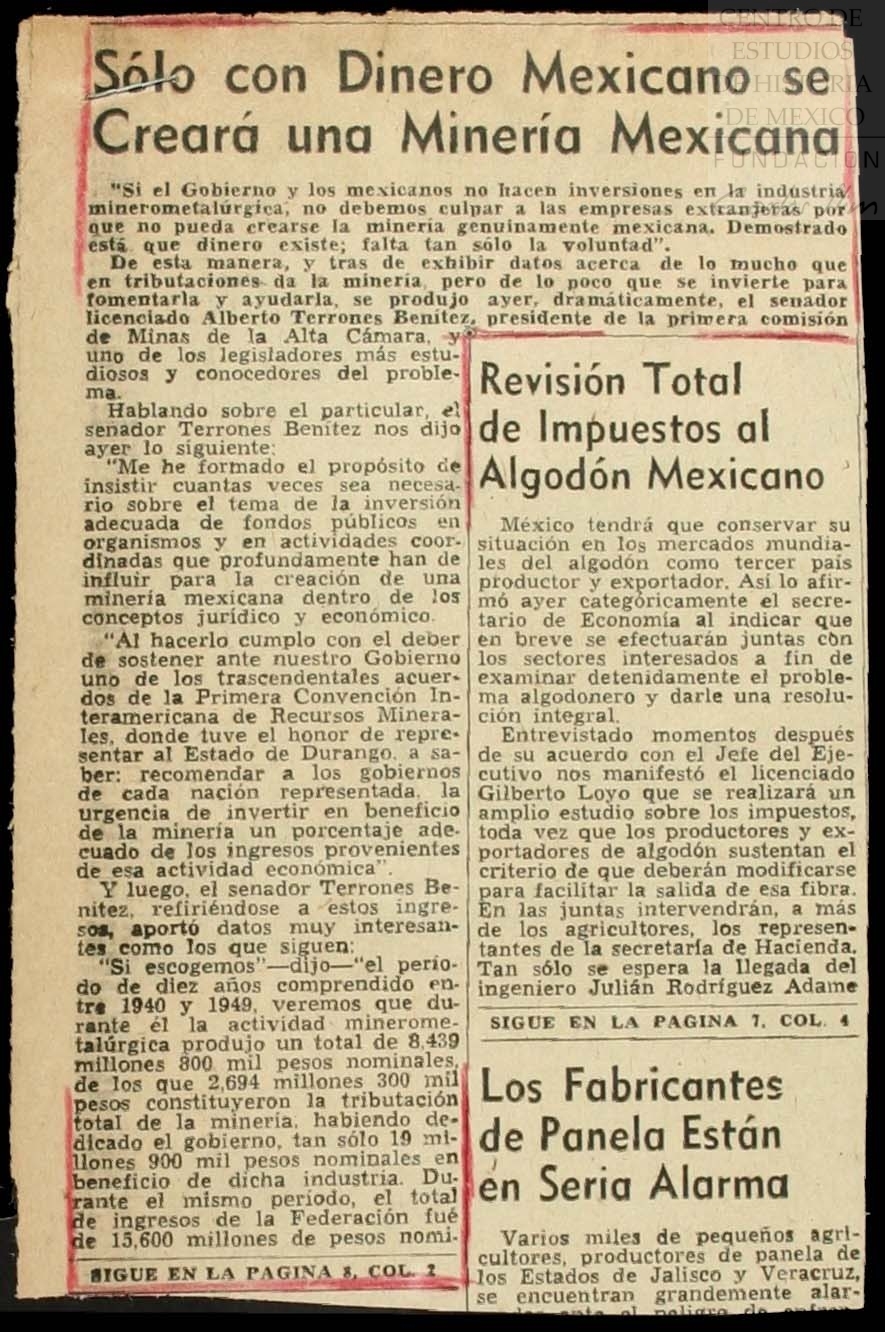 CENTRO DE
ESTUDIOS
DE HISTORIA
DE MEXICO
FUNDACIÓN
Sólo con Dinero Mexicano se
Creará una Minería Mexicana
"Si el Gobierno y los mexicanos no hacen inversiones en la industria
minerometalúrgica, no debemos culpar a las empresas extranjeras por
que no pueda crearse la minería genuinamente mexicana. Demostrado
está que dinero existe; falta tan sólo la voluntad".
De esta manera, y tras de exhibir datos acerca de lo mucho que
en tributaciones da la minería, pero de lo poco que se invierte para
fomentarla y ayudarla, se produjo ayer, dramáticamente, el senador
licenciado Alberto Terrones Benítez, presidente de la primera comisión
de Minas de la Alta Cámara, y
uno de los legisladores más estu-
diosos y conocedores del proble-
ma.
Hablando sobre el particular, el
senador Terrones Benítez nos dijo
ayer lo siguiente:
"Me he formado el propósito de
insistir cuantas veces sea necesa-
rio sobre el tema de la inversión
adecuada de fondos públicos en
organismos y en actividades coor-
dinadas que profundamente han de
influir para la creación de una
minería mexicana dentro de los
conceptos jurídico y económico.
"Al hacerlo cumplo con el deber
de sostener ante nuestro Gobierno
uno de los trascendentales acuer-
dos de la Primera Convención In-
teramericana de Recursos Minera-
les, donde tuve el honor de repre-
sentar al Estado de Durango, a sa-
ber: recomendar a los gobiernos
de cada nación representada, la
urgencia de invertir en beneficio
de la minería un porcentaje ade-
cuado de los ingresos provenientes
de esa actividad económica".
Y luego, el senador Terrones Be-
nítez, refiriéndose a estos ingre-
sos, aportó datos muy interesan-
tes como los que siguen:
"Si escogemos"—dijo—"el perío-
do de diez años comprendido en-
tre 1940 y 1949, veremos que du-
rante él la actividad minerome-
talúrgica produjo un total de 8,439
millones 800 mil pesos nominales,
de los que 2,694 millones 300 mil
pesos constituyeron la tributación
total de la minería, habiendo de-
dicado el gobierno, tan sólo 19 mi-
llones 900 mil pesos nominales en
beneficio de dicha industria. Du-
rante el mismo período, el total
de ingresos de la Federación fué
de 15,600 millones de pesos nomi-
SIGUE EN LA PAGINA 8, COL. 2
Revisión Total
de Impuestos al
Algodón Mexicano
México tendrá que conservar su
situación en los mercados mundia-
les del algodón como tercer país
productor y exportador. Así lo afir-
mó ayer categóricamente el secre-
tario de Economía al indicar que
en breve se efectuarán juntas con
los sectores interesados a fin de
examinar detenidamente el proble-
ma algodonero y darle una resolu-
ción integral.
Entrevistado momentos después
de su acuerdo con el Jefe del Eje-
cutivo nos manifestó el licenciado
Gilberto Loyo que se realizará un
amplio estudio sobre los impuestos,
toda vez que los productores y ex-
portadores de algodón sustentan el
criterio de que deberán modificarse
para facilitar la salida de esa fibra.
En las juntas intervendrán, a más
de los agricultores, los represen-
tantes de la secretaría de Hacienda.
Tan sólo se espera la llegada del
ingeniero Julián Rodríguez Adame
SIGUE EN LA PAGINA 7, COL. 4
Los Fabricantes
de Panela Están
en Seria Alarma
Varios miles de pequeños agri-
cultores, productores de panela de
los Estados de Jalisco y Veracruz,
se encuentran grandemente alar-
el peligro de